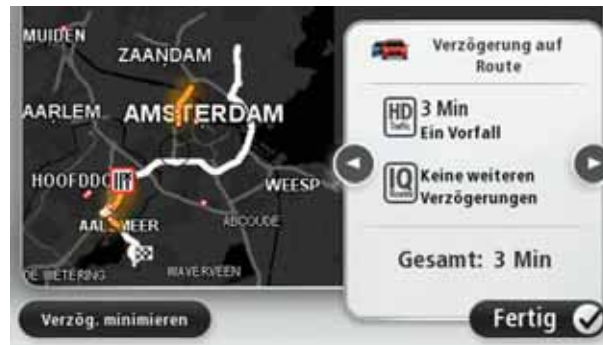 MUIDEN
ZAANDAM
AARLEM
AMSTERDAM
HOOFDDO
WEESP
AALSMEER
ABCOUDE
DE WETERING
WAVERVEEN
Verzögerung auf
Route
HD
Traffic
3 Min
Ein Vorfall
IQ
Routes
Keine weiteren
Verzögerungen
Gesamt: 3 Min
Verzög. minimieren
Fertig